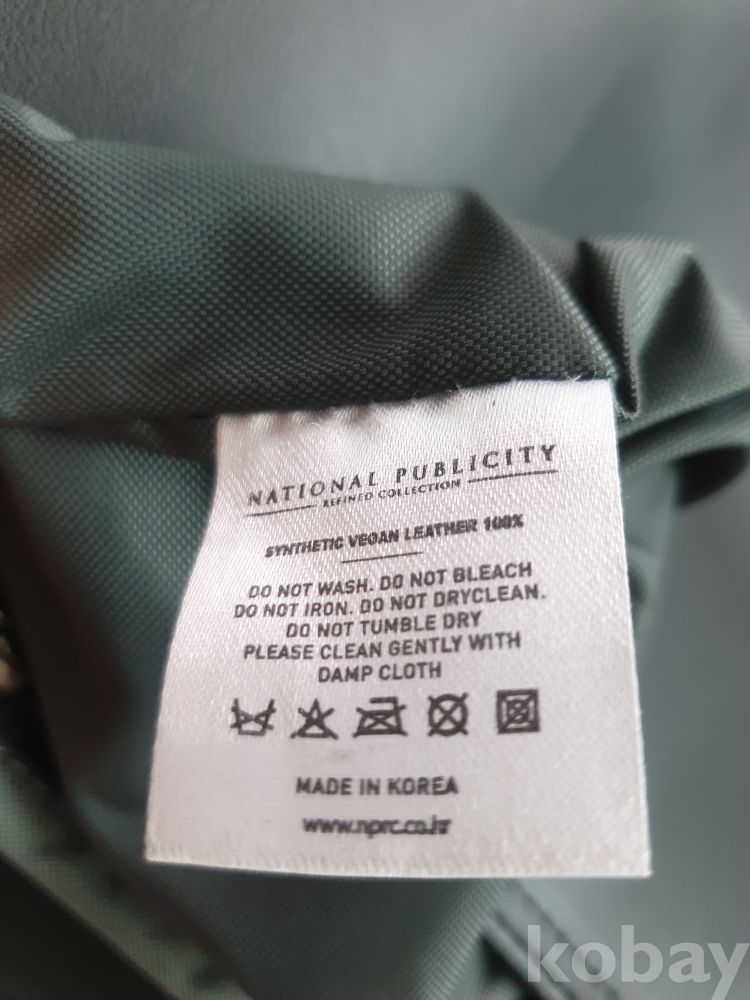 NATIONAL PUBLICITY
REFINED COLLECTION
SYNTHETIC VEGAN LEATHER 100%
DO NOT WASH. DO NOT BLEACH
DO NOT IRON. DO NOT DRYCLEAN.
DO NOT TUMBLE DRY
PLEASE CLEAN GENTLY WITH
DAMP CLOTH
MADE IN KOREA
www.nprc.co.kr
kobay